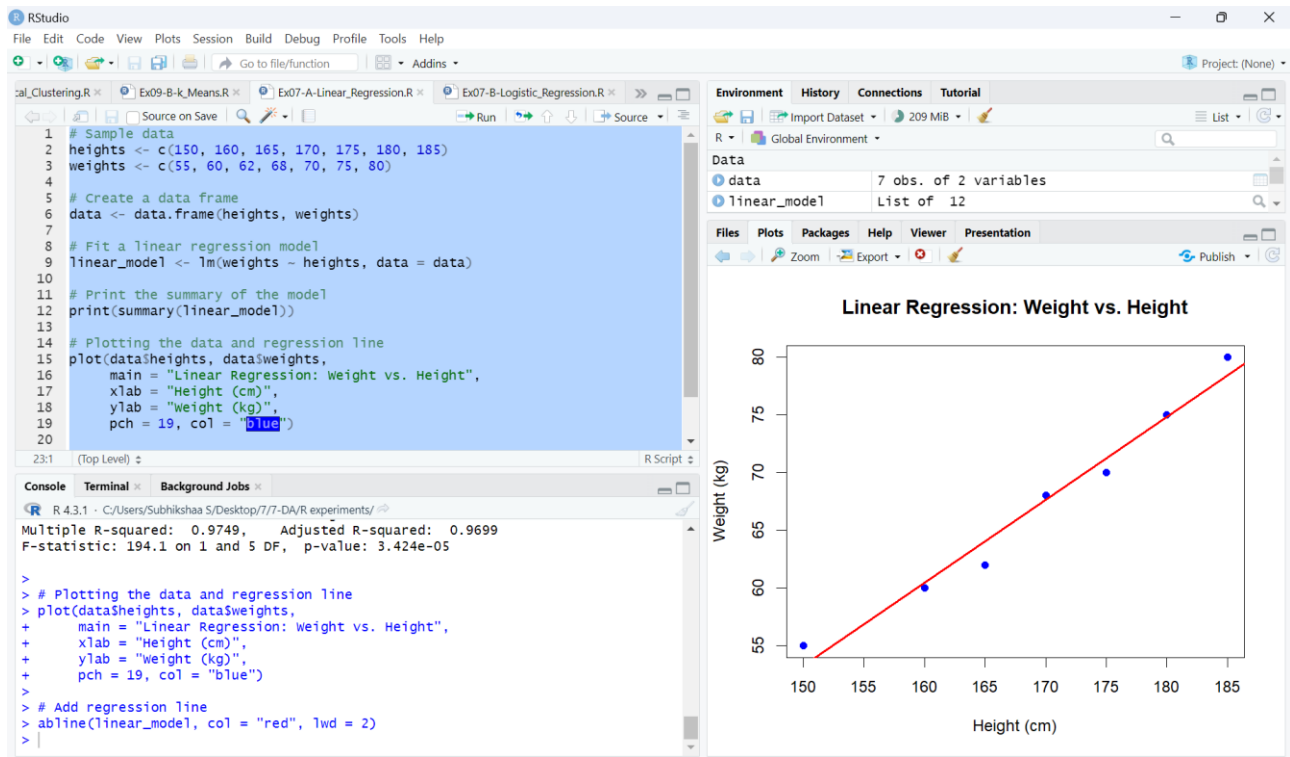 RStudio
File Edit Code View Plots Session Build Debug Profile Tools Help
Go to file/function Addins Project: (None)
cal_Clustering.R Ex09-B-k_Means.R Ex07-A-Linear_Regression.R Ex07-B-Logistic_Regression.R
Source on Save Run Source
1 # Sample data
2 heights <- c(150, 160, 165, 170, 175, 180, 185)
3 weights <- c(55, 60, 62, 68, 70, 75, 80)
4
5 # Create a data frame
6 data <- data.frame(heights, weights)
7
8 # Fit a linear regression model
9 linear_model <- lm(weights ~ heights, data = data)
10
11 # Print the summary of the model
12 print(summary(linear_model))
13
14 # Plotting the data and regression line
15 plot(data$heights, data$weights,
16      main = "Linear Regression: Weight vs. Height",
17      xlab = "Height (cm)",
18      ylab = "Weight (kg)",
19      pch = 19, col = "blue")
20
23:1 (Top Level) R Script
Console Terminal Background Jobs
R R 4.3.1 · C:/Users/Subhikshaa S/Desktop/7/7-DA/R experiments/
Multiple R-squared:  0.9749,    Adjusted R-squared:  0.9699
F-statistic: 194.1 on 1 and 5 DF,  p-value: 3.424e-05
>
> # Plotting the data and regression line
> plot(data$heights, data$weights,
+      main = "Linear Regression: Weight vs. Height",
+      xlab = "Height (cm)",
+      ylab = "Weight (kg)",
+      pch = 19, col = "blue")
>
> # Add regression line
> abline(linear_model, col = "red", lwd = 2)
>
Environment History Connections Tutorial
Import Dataset 209 MiB List
R Global Environment
Data
data 7 obs. of 2 variables
linear_model List of 12
Files Plots Packages Help Viewer Presentation
Zoom Export Publish
Linear Regression: Weight vs. Height
80
75
70
65
60
55
Weight (kg)
150 155 160 165 170 175 180 185
Height (cm)